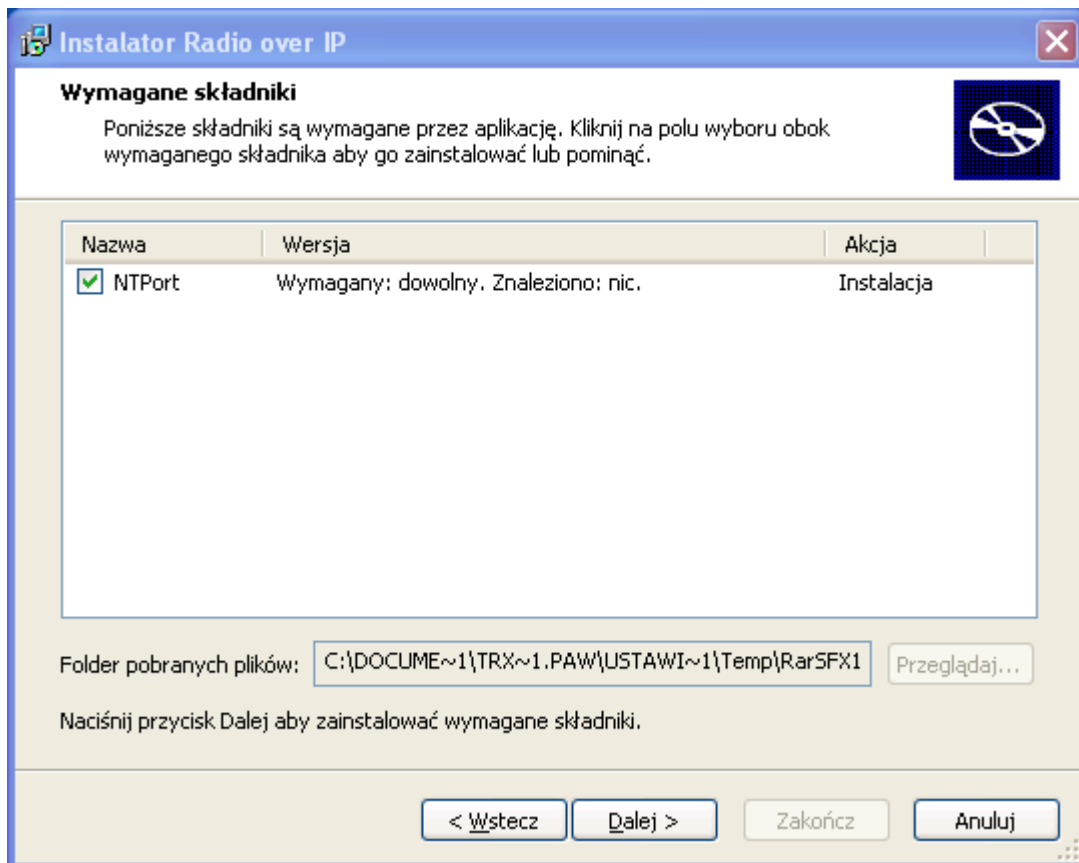 Instalator Radio over IP
Wymagane składniki
Poniższe składniki są wymagane przez aplikację. Kliknij na polu wyboru obok
wymaganego składnika aby go zainstalować lub pominąć.
Nazwa Wersja Akcja
NTPort Wymagany: dowolny. Znaleziono: nic. Instalacja
Folder pobranych plików: C:\DOCUME~1\TRX~1.PAW\USTAWI~1\Temp\RarSFX1 Przeglądaj...
Naciśnij przycisk Dalej aby zainstalować wymagane składniki.
< Wstecz Dalej > Zakończ Anuluj